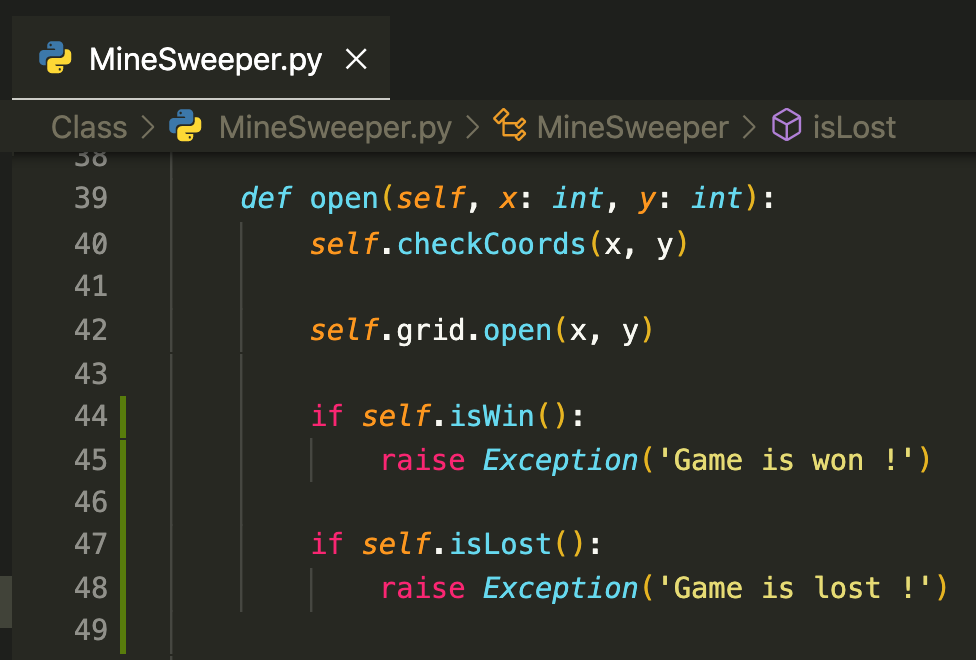 MineSweeper.py
Class > MineSweeper.py > MineSweeper > isLost
38
39 def open(self, x: int, y: int):
40 self.checkCoords(x, y)
41
42 self.grid.open(x, y)
43
44 if self.isWin():
45 raise Exception('Game is won !')
46
47 if self.isLost():
48 raise Exception('Game is lost !')
49